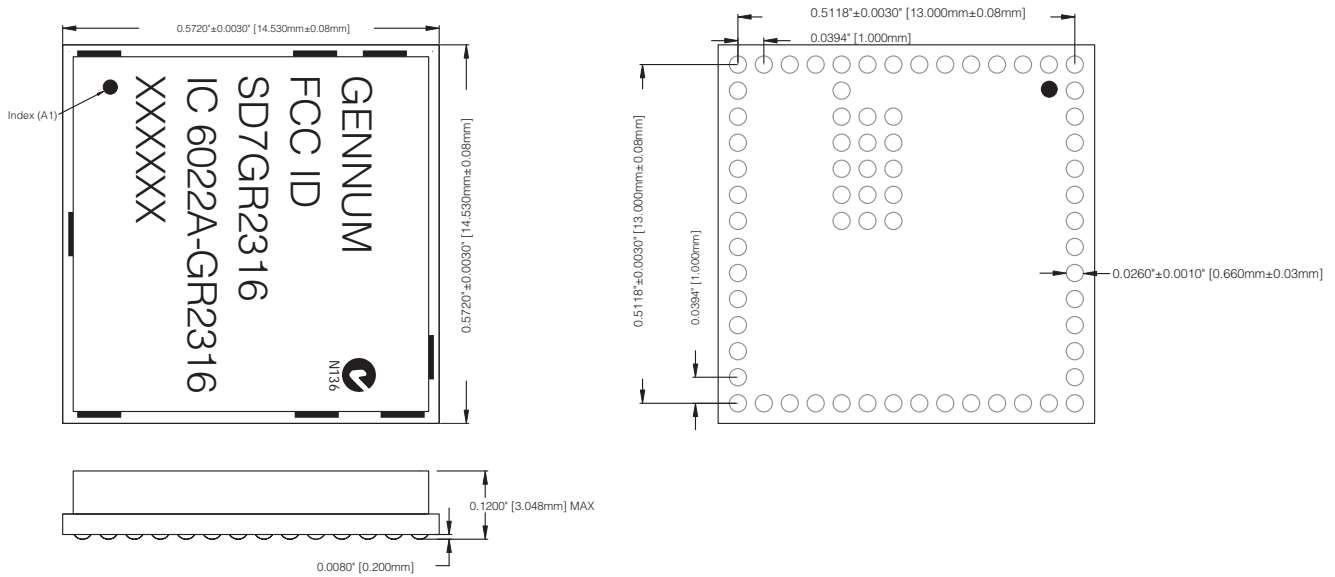 0.5720"±0.0030" [14.530mm±0.08mm]
Index (A1)
GENNUM
FCC ID
SD7GR2316
IC 6022A-GR2316
XXXXXX
N136
0.5720"±0.0030" [14.530mm±0.08mm]
0.1200" [3.048mm] MAX
0.0080" [0.200mm]
0.5118"±0.0030" [13.000mm±0.08mm]
0.0394" [1.000mm]
0.5118"±0.0030" [13.000mm±0.08mm]
0.0394" [1.000mm]
0.0260"±0.0010" [0.660mm±0.03mm]